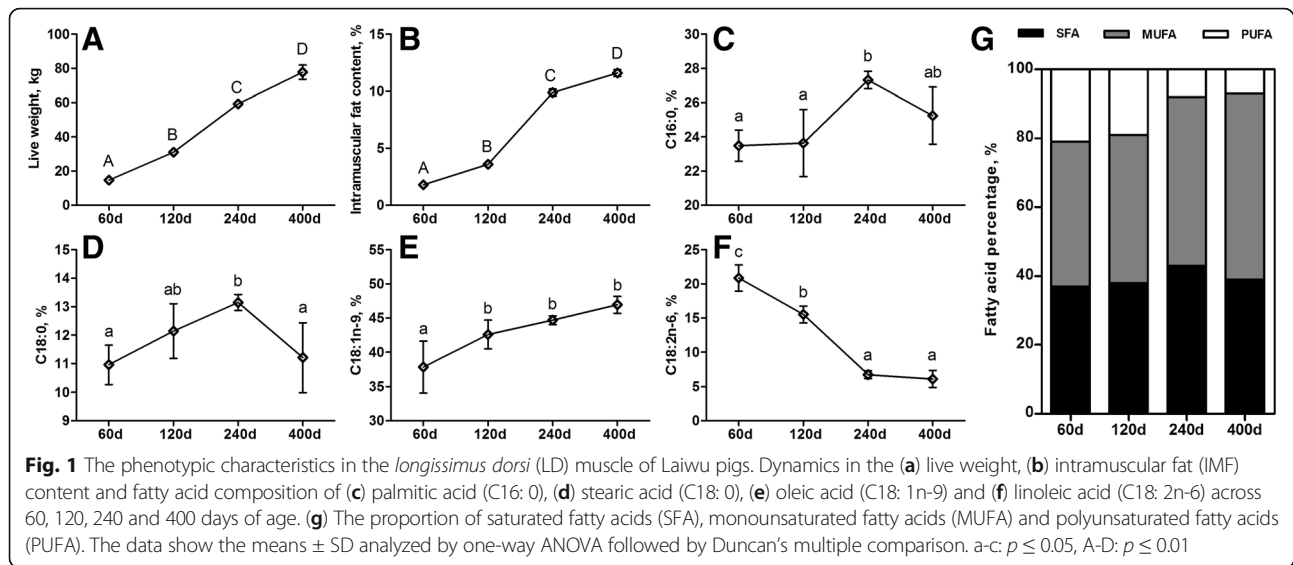 A
Live weight, kg
100
80
60
40
20
0
A
B
C
D
60d 120d 240d 400d
B
Intramuscular fat content, %
15
10
5
0
A
B
C
D
60d 120d 240d 400d
C
C16:0, %
30
28
26
24
22
20
a
a
b
ab
60d 120d 240d 400d
D
C18:0, %
15
14
13
12
11
10
9
a
ab
b
a
60d 120d 240d 400d
E
C18:1n-9, %
55
50
45
40
35
30
a
b
b
b
60d 120d 240d 400d
F
C18:2n-6, %
25
20
15
10
5
0
c
b
a
a
60d 120d 240d 400d
G
SFA MUFA PUFA
Fatty acid percentage, %
100
80
60
40
20
0
60d 120d 240d 400d
Fig. 1 The phenotypic characteristics in the longissimus dorsi (LD) muscle of Laiwu pigs. Dynamics in the (a) live weight, (b) intramuscular fat (IMF)
content and fatty acid composition of (c) palmitic acid (C16: 0), (d) stearic acid (C18: 0), (e) oleic acid (C18: 1n-9) and (f) linoleic acid (C18: 2n-6) across
60, 120, 240 and 400 days of age. (g) The proportion of saturated fatty acids (SFA), monounsaturated fatty acids (MUFA) and polyunsaturated fatty acids
(PUFA). The data show the means ± SD analyzed by one-way ANOVA followed by Duncan's multiple comparison. a-c: p ≤ 0.05, A-D: p ≤ 0.01